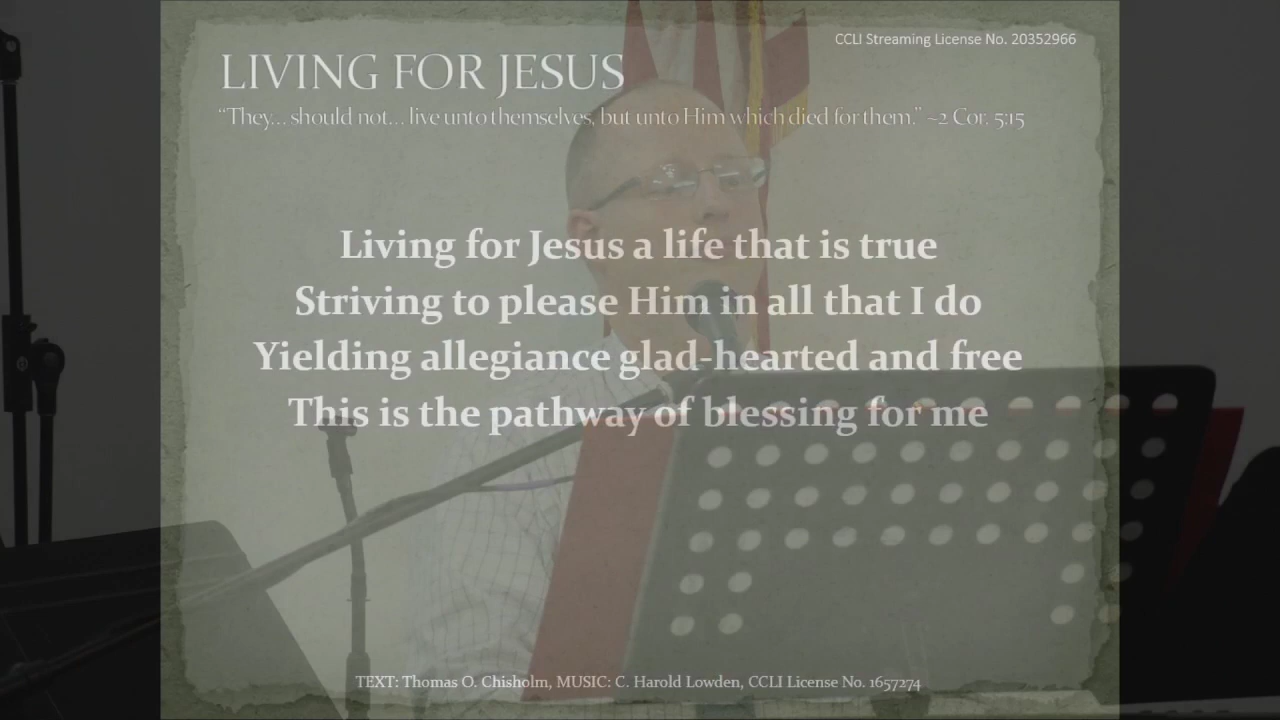 CCLI Streaming License No. 20352966
LIVING FOR JESUS
“They... should not... live unto themselves, but unto Him which died for them.” ~2 Cor. 5:15
Living for Jesus a life that is true
Striving to please Him in all that I do
Yielding allegiance glad-hearted and free
This is the pathway of blessing for me
TEXT: Thomas O. Chisholm, MUSIC: C. Harold Lowden, CCLI License No. 1657274